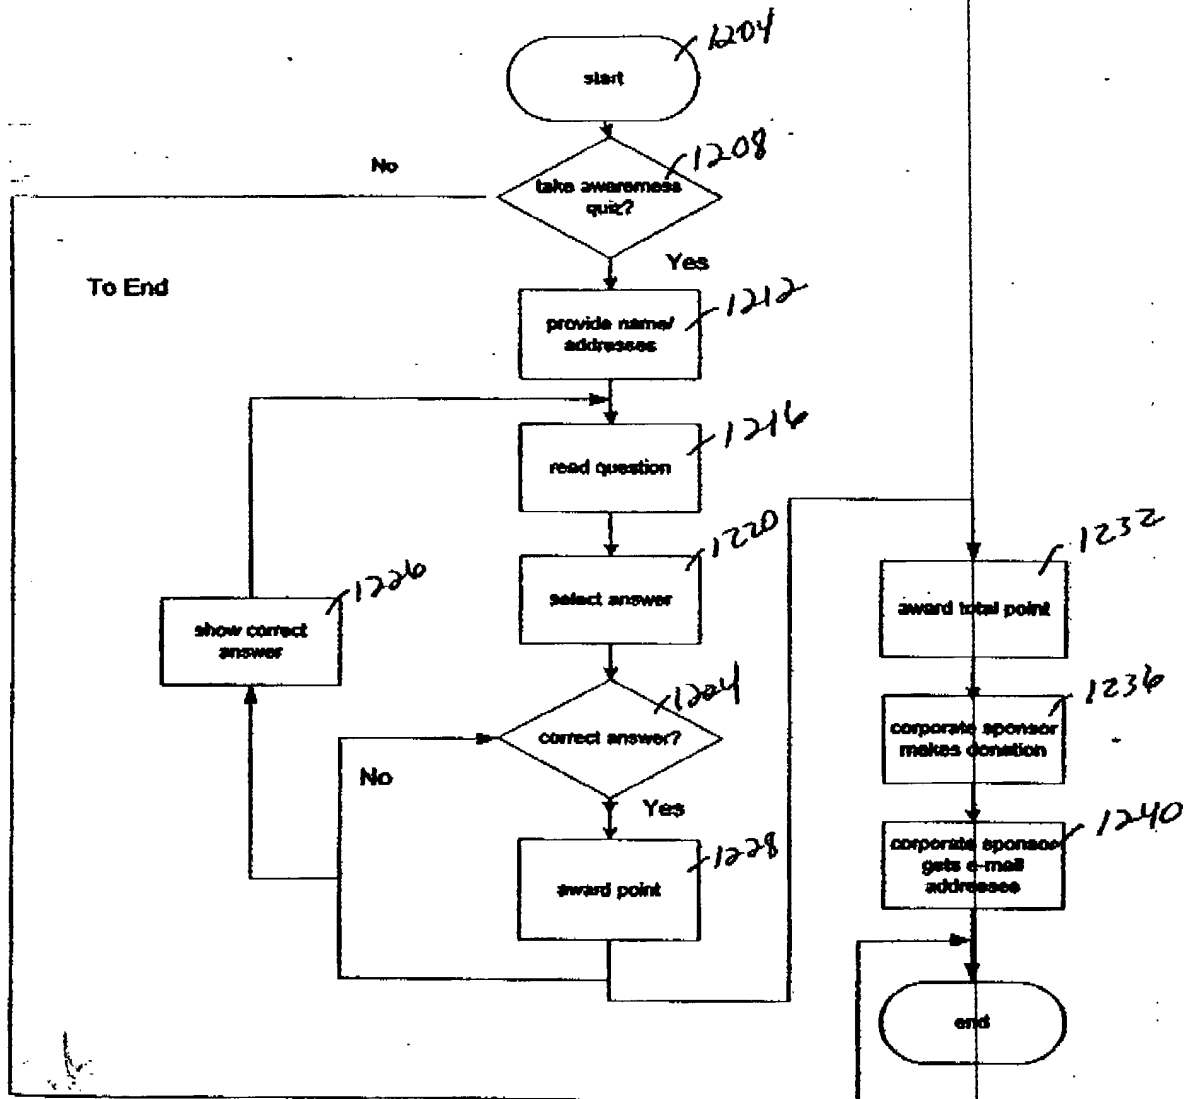 1204
start
1208
No
take awareness
quiz?
Yes
To End
1212
provide name/
addresses
1216
read question
1220
1232
select answer
award total point
1226
show correct
answer
1204
1236
correct answer?
corporate sponsor
makes donation
No
Yes
1240
corporate sponsor
gets e-mail
addresses
1228
award point
end